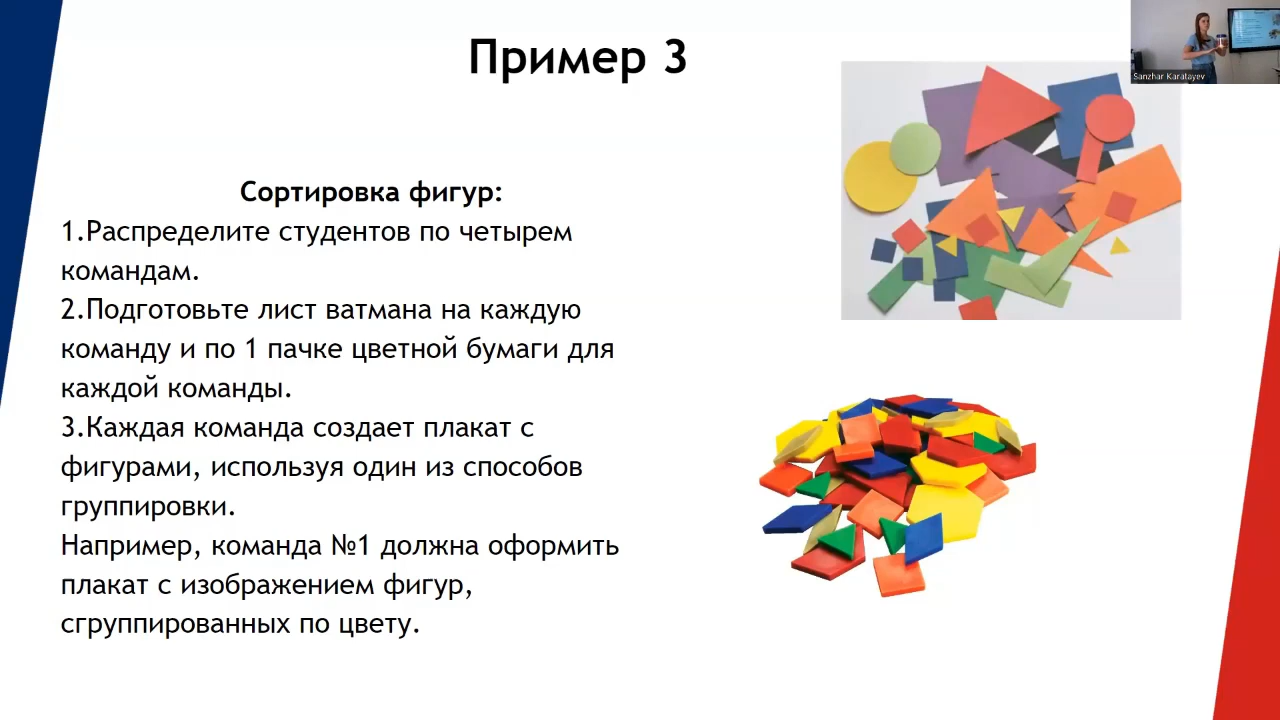 Пример 3
Sanzhar Karatayev
Сортировка фигур:
1.Распределите студентов по четырем
командам.
2.Подготовьте лист ватмана на каждую
команду и по 1 пачке цветной бумаги для
каждой команды.
3.Каждая команда создает плакат с
фигурами, используя один из способов
группировки.
Например, команда №1 должна оформить
плакат с изображением фигур,
сгруппированных по цвету.